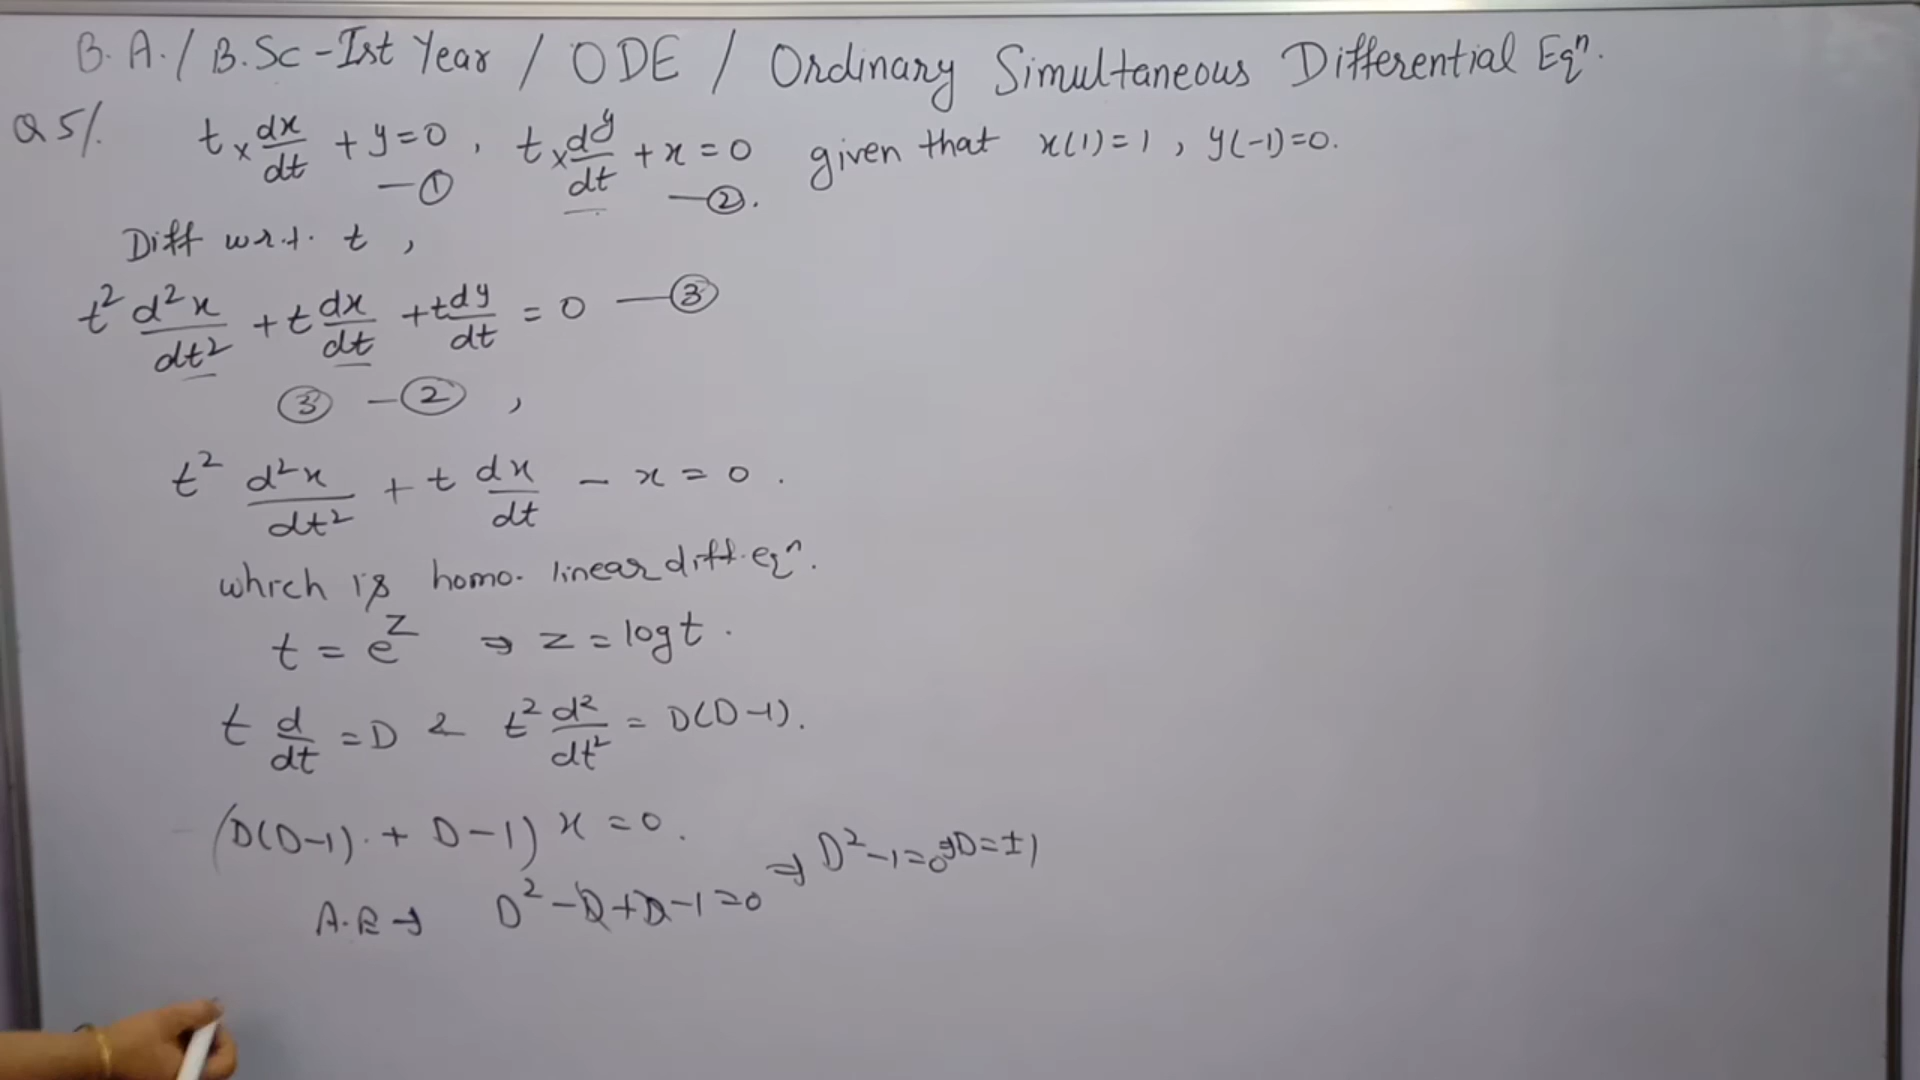 B.A./B.Sc-Ist Year / ODE / Ordinary Simultaneous Differential Eqⁿ.
Q5/. t×dx/dt + y=0, t×dy/dt + x=0 given that x(1)=1, y(-1)=0.
—① —②.
Diff w.r.t. t,
t² d²x/dt² + t dx/dt + t dy/dt = 0 —③
③ - ②,
t² d²x/dt² + t dx/dt - x = 0.
which is homo. linear diff. eqⁿ.
t = e^z ⇒ z = log t.
t d/dt = D & t² d²/dt² = D(D-1).
(D(D-1) + D-1) x = 0.
A.E → D² - D + D - 1 = 0 ⇒ D² - 1 = 0 ⇒ D = ±1